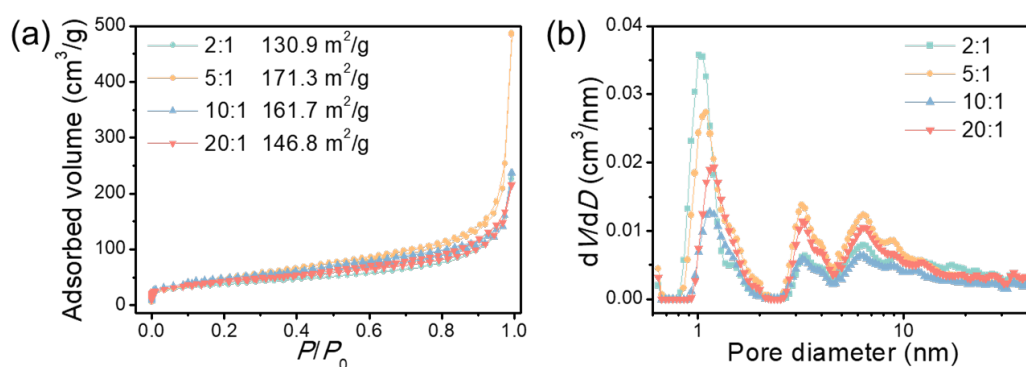 (a)
Adsorbed volume (cm³/g)
500
400
300
200
100
0
2:1 130.9 m²/g
5:1 171.3 m²/g
10:1 161.7 m²/g
20:1 146.8 m²/g
0.0 0.2 0.4 0.6 0.8 1.0
P/P₀
(b)
dV/dD (cm³/nm)
0.04
0.03
0.02
0.01
0.00
2:1
5:1
10:1
20:1
1 10
Pore diameter (nm)